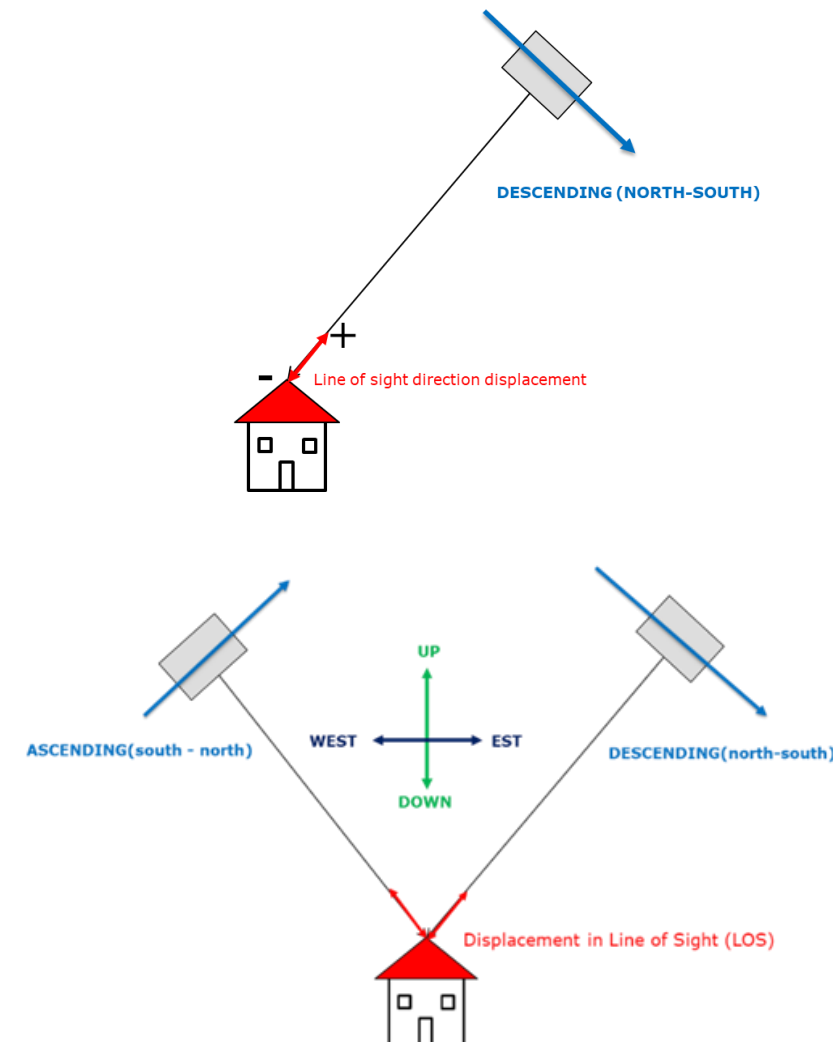 DESCENDING (NORTH-SOUTH)
+
-
Line of sight direction displacement
UP
WEST
EST
ASCENDING(south - north)
DESCENDING(north-south)
DOWN
Displacement in Line of Sight (LOS)